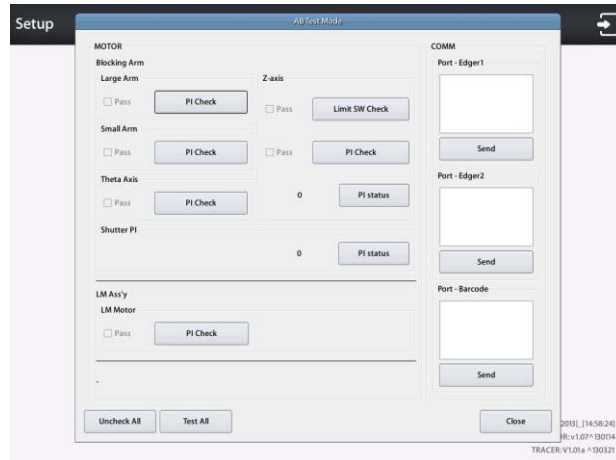 Setup
AB Test Mode
MOTOR
Blocking Arm
Large Arm
Pass PI Check
Small Arm
Pass PI Check
Theta Axis
Pass PI Check
Z-axis
Pass Limit SW Check
Pass PI Check
0 PI status
Shutter PI
0 PI status
LM Ass'y
LM Motor
Pass PI Check
-
COMM
Port - Edger1
Send
Port - Edger2
Send
Port - Barcode
Send
Uncheck All Test All Close
2013]_[14:58:24]
R: v1.07^130114
TRACER: V1.01a ^130321